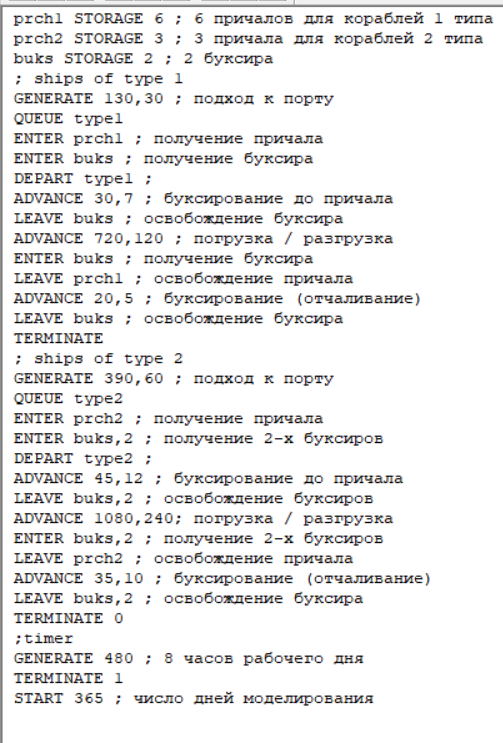 prch1 STORAGE 6 ; 6 причалов для кораблей 1 типа
prch2 STORAGE 3 ; 3 причала для кораблей 2 типа
buks STORAGE 2 ; 2 буксира
; ships of type 1
GENERATE 130,30 ; подход к порту
QUEUE type1
ENTER prch1 ; получение причала
ENTER buks ; получение буксира
DEPART type1 ;
ADVANCE 30,7 ; буксирование до причала
LEAVE buks ; освобождение буксира
ADVANCE 720,120 ; погрузка / разгрузка
ENTER buks ; получение буксира
LEAVE prch1 ; освобождение причала
ADVANCE 20,5 ; буксирование (отчаливание)
LEAVE buks ; освобождение буксира
TERMINATE
; ships of type 2
GENERATE 390,60 ; подход к порту
QUEUE type2
ENTER prch2 ; получение причала
ENTER buks,2 ; получение 2-х буксиров
DEPART type2 ;
ADVANCE 45,12 ; буксирование до причала
LEAVE buks,2 ; освобождение буксиров
ADVANCE 1080,240; погрузка / разгрузка
ENTER buks,2 ; получение 2-х буксиров
LEAVE prch2 ; освобождение причала
ADVANCE 35,10 ; буксирование (отчаливание)
LEAVE buks,2 ; освобождение буксира
TERMINATE 0
;timer
GENERATE 480 ; 8 часов рабочего дня
TERMINATE 1
START 365 ; число дней моделирования